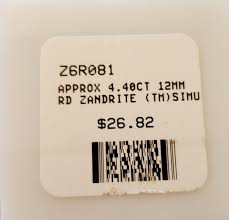 Z6R081
APPROX 4.40CT 12MM
RD ZANDRITE (TM)SIMU
$26.82